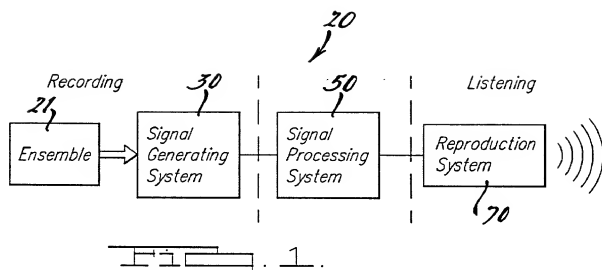 20
Recording
30
50
Listening
21
Ensemble
Signal
Generating
System
Signal
Processing
System
Reproduction
System
70
Fig. 1.